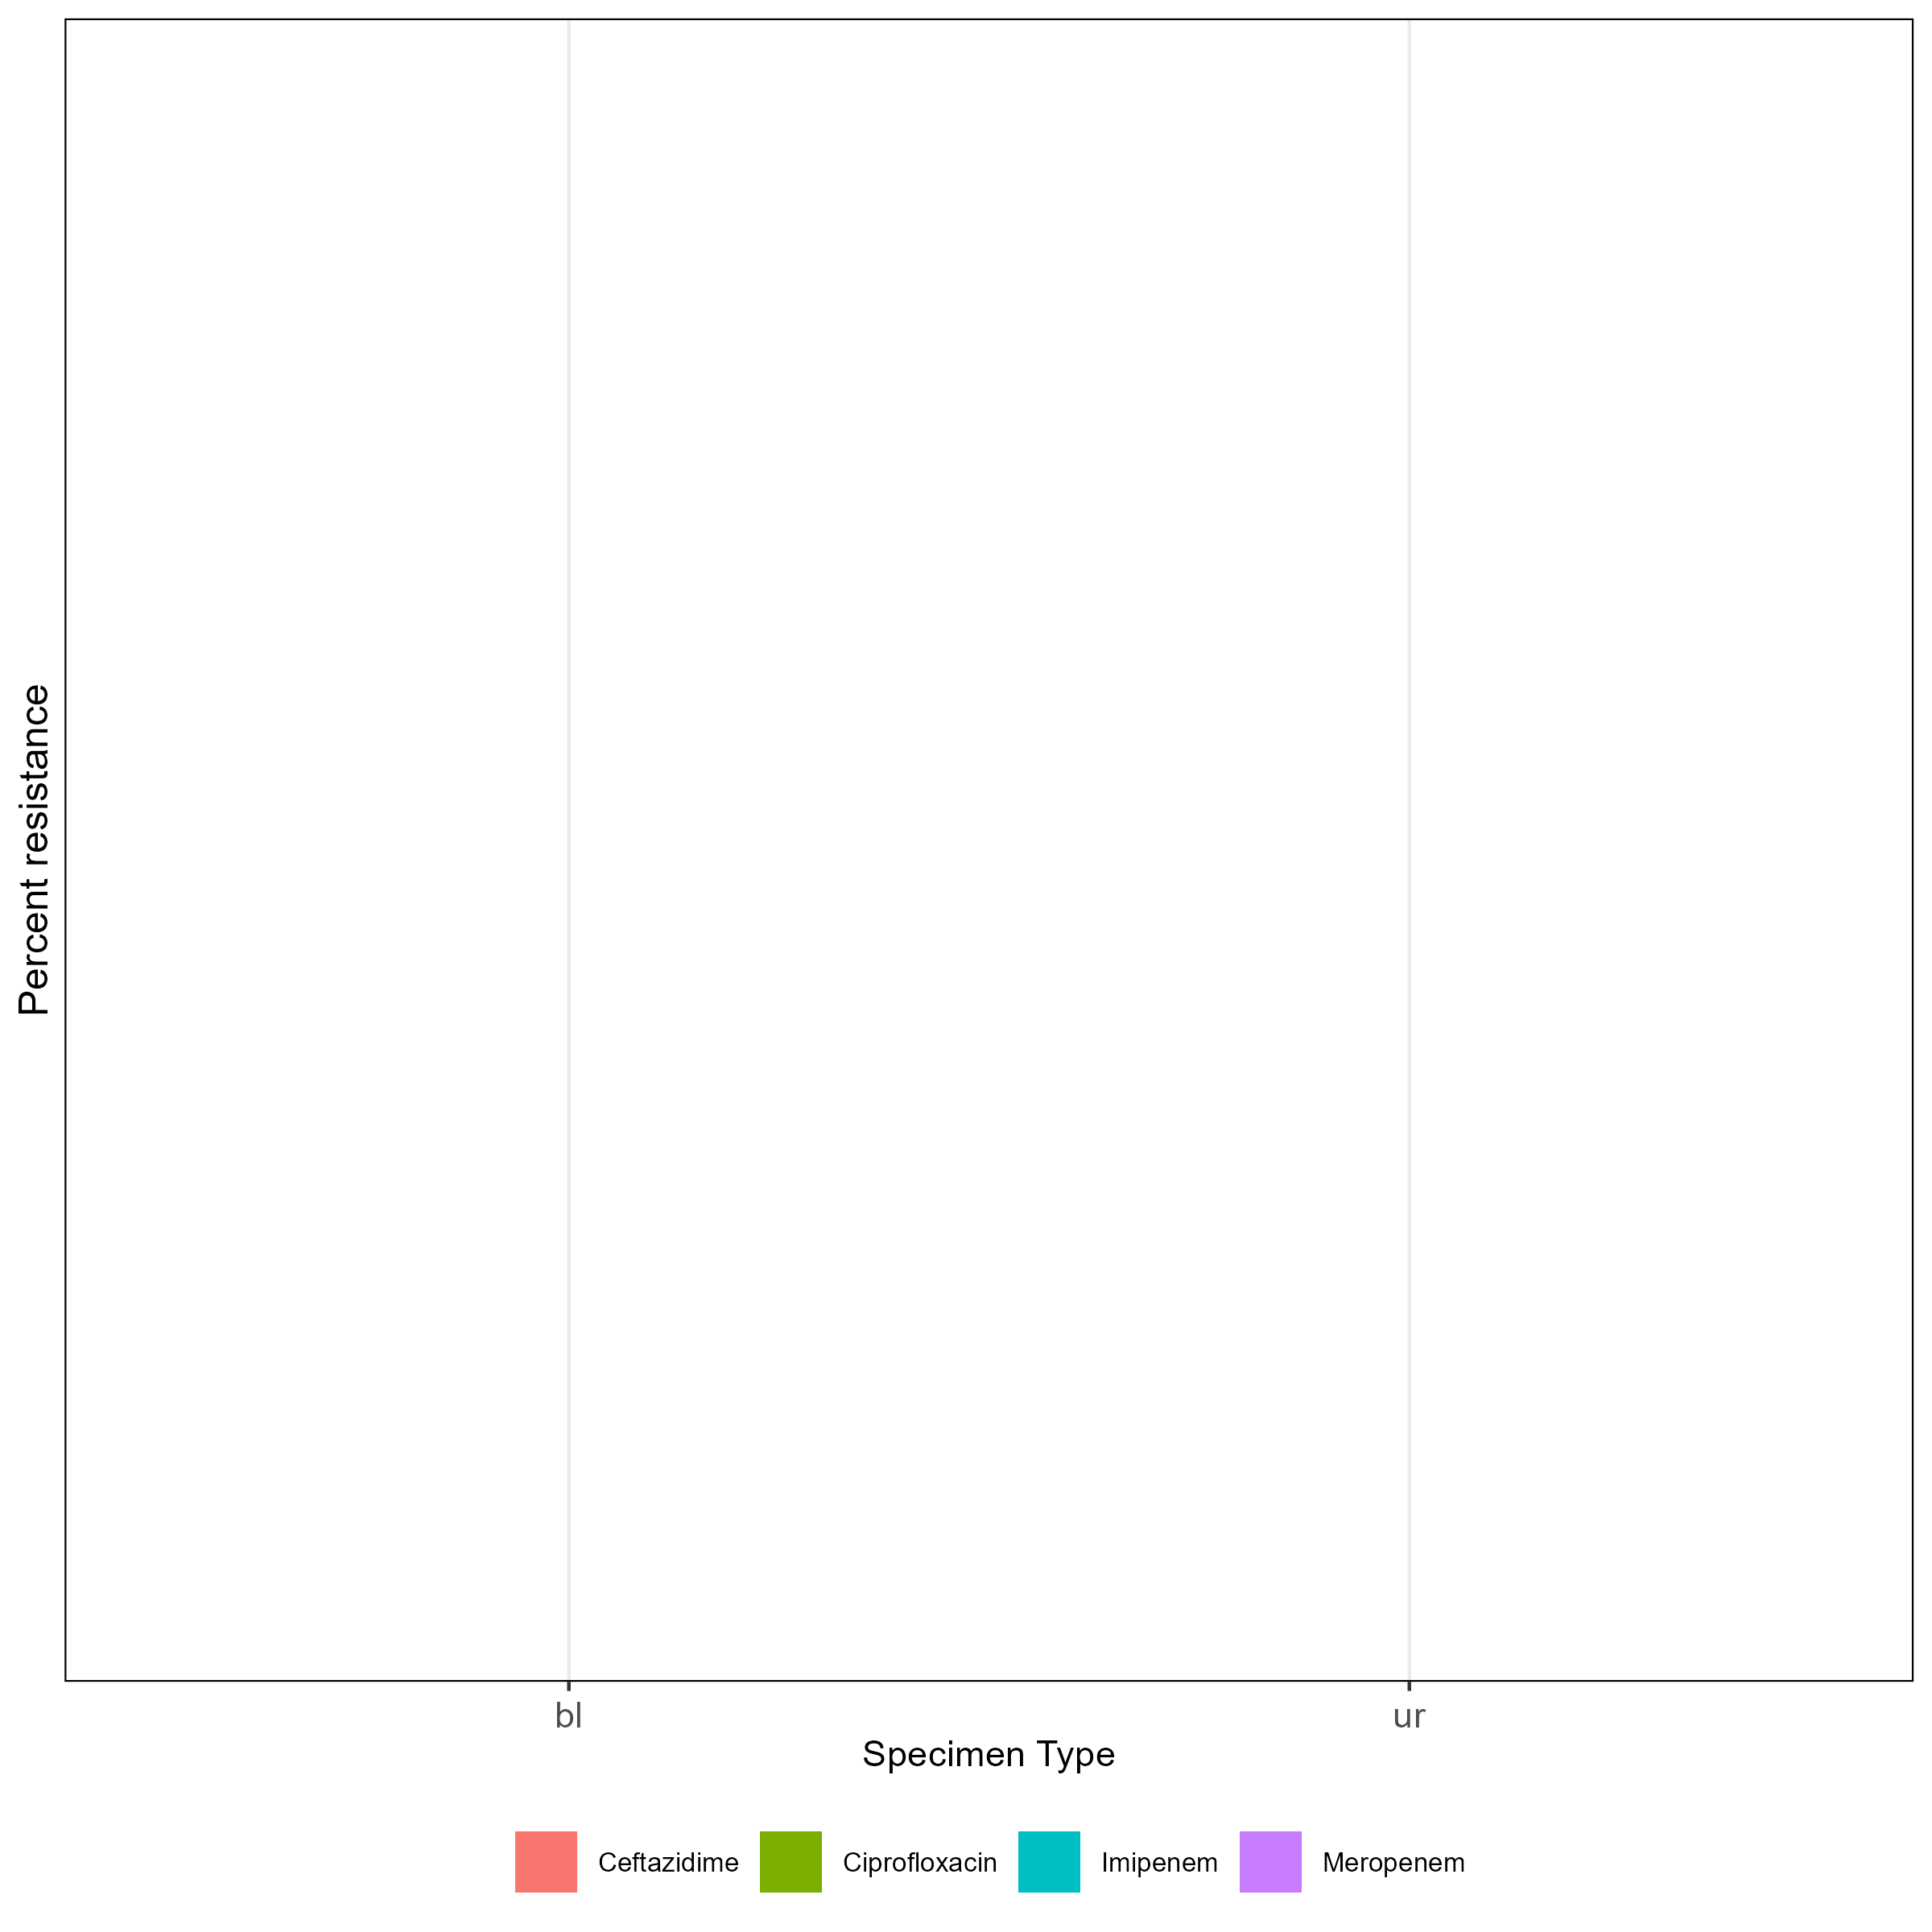 Percent resistance
bl ur
Specimen Type
Ceftazidime Ciprofloxacin Imipenem Meropenem